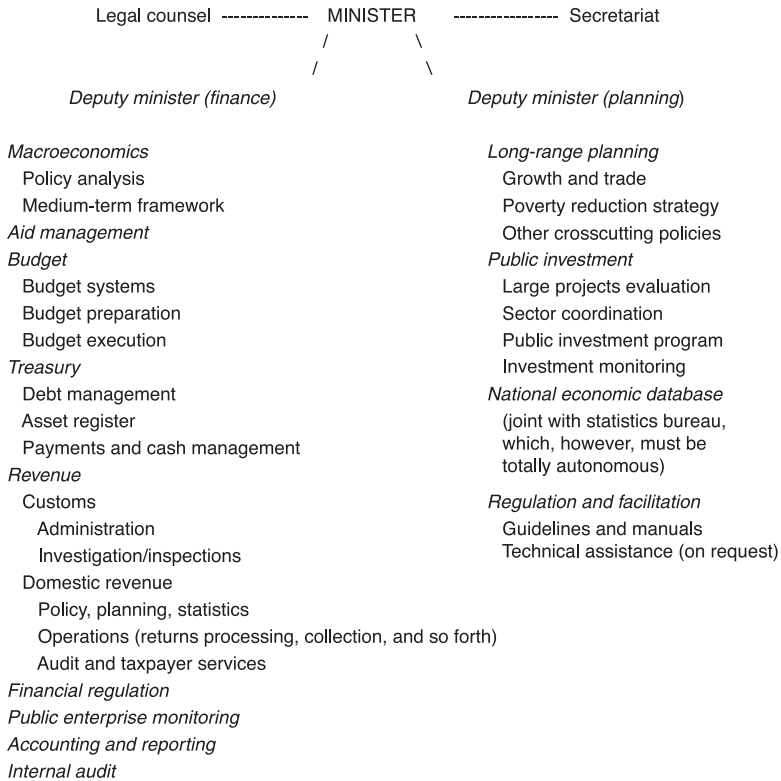 Legal counsel -------------- MINISTER ----------------- Secretariat
/ \
/ \
Deputy minister (finance) Deputy minister (planning)
Macroeconomics
Policy analysis
Medium-term framework
Aid management
Budget
Budget systems
Budget preparation
Budget execution
Treasury
Debt management
Asset register
Payments and cash management
Revenue
Customs
Administration
Investigation/inspections
Domestic revenue
Policy, planning, statistics
Operations (returns processing, collection, and so forth)
Audit and taxpayer services
Financial regulation
Public enterprise monitoring
Accounting and reporting
Internal audit
Long-range planning
Growth and trade
Poverty reduction strategy
Other crosscutting policies
Public investment
Large projects evaluation
Sector coordination
Public investment program
Investment monitoring
National economic database
(joint with statistics bureau,
which, however, must be
totally autonomous)
Regulation and facilitation
Guidelines and manuals
Technical assistance (on request)